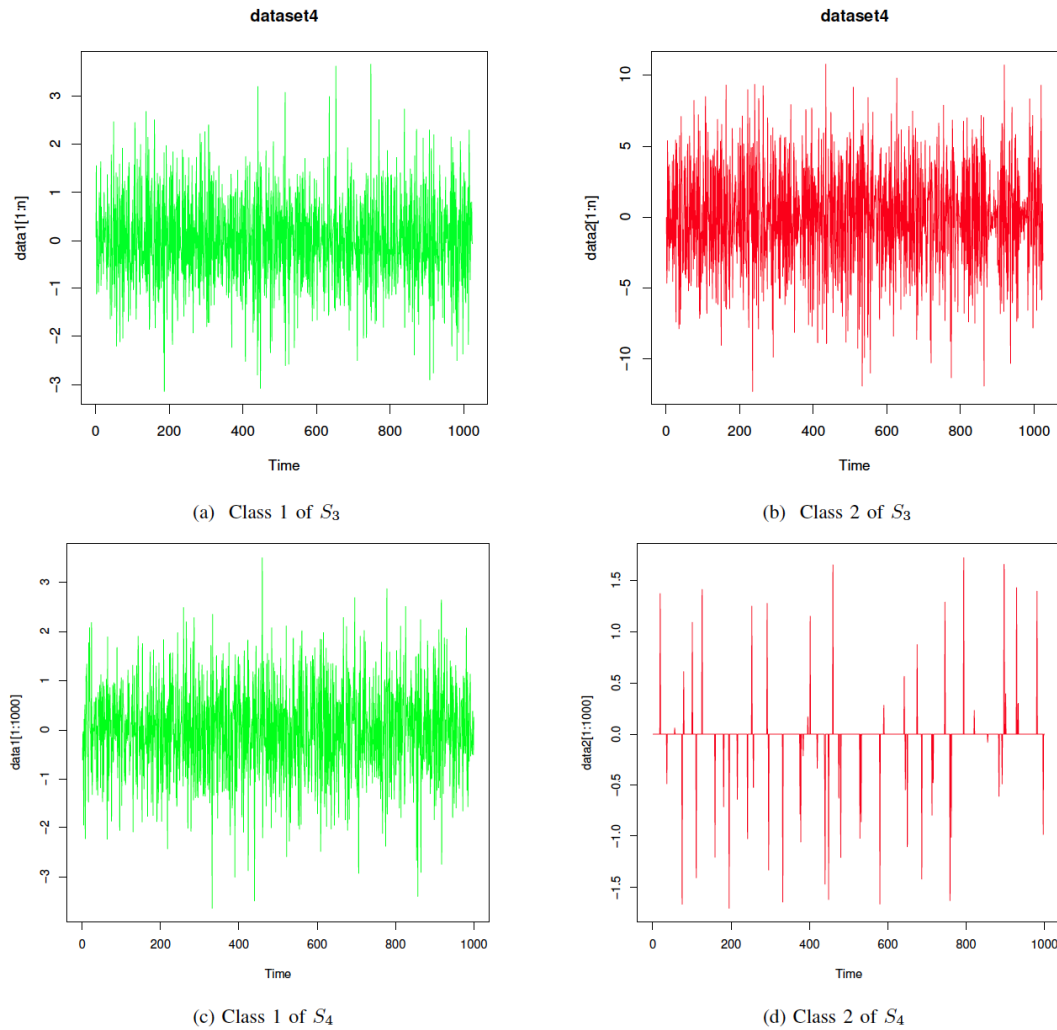 dataset4
dataset4
data1[1:n]
3
2
1
0
−1
−2
−3
0 200 400 600 800 1000
Time
data2[1:n]
10
5
0
−5
−10
0 200 400 600 800 1000
Time
(a) Class 1 of S₃
(b) Class 2 of S₃
data1[1:1000]
3
2
1
0
−1
−2
−3
0 200 400 600 800 1000
Time
data2[1:1000]
1.5
1.0
0.5
0.0
−0.5
−1.0
−1.5
0 200 400 600 800 1000
Time
(c) Class 1 of S₄
(d) Class 2 of S₄